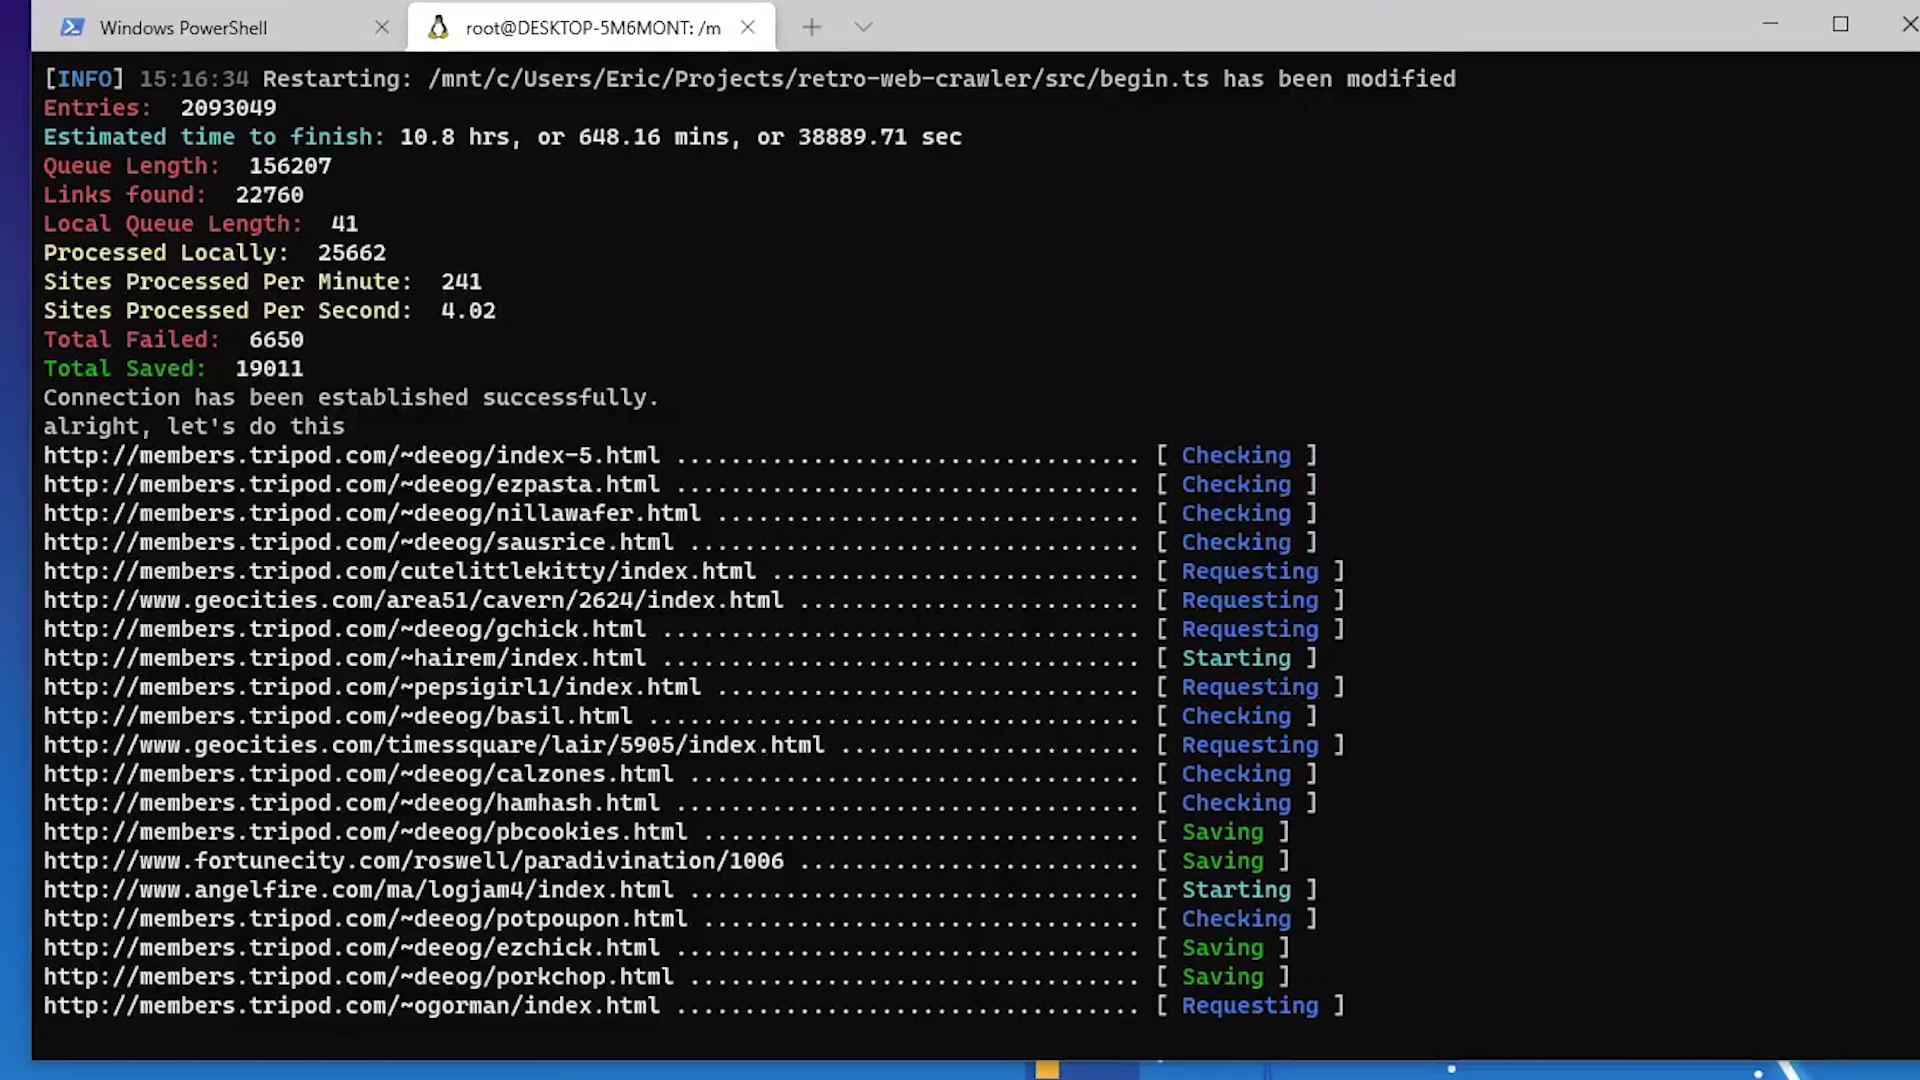 Windows PowerShell
root@DESKTOP-5M6MONT: /m
[INFO] 15:16:34 Restarting: /mnt/c/Users/Eric/Projects/retro-web-crawler/src/begin.ts has been modified
Entries:  2093049
Estimated time to finish: 10.8 hrs, or 648.16 mins, or 38889.71 sec
Queue Length:  156207
Links found:  22760
Local Queue Length:  41
Processed Locally:  25662
Sites Processed Per Minute:  241
Sites Processed Per Second:  4.02
Total Failed:  6650
Total Saved:  19011
Connection has been established successfully.
alright, let's do this
http://members.tripod.com/~deeog/index-5.html .................................. [ Checking ]
http://members.tripod.com/~deeog/ezpasta.html .................................. [ Checking ]
http://members.tripod.com/~deeog/nillawafer.html ............................... [ Checking ]
http://members.tripod.com/~deeog/sausrice.html ................................. [ Checking ]
http://members.tripod.com/cutelittlekitty/index.html ........................... [ Requesting ]
http://www.geocities.com/area51/cavern/2624/index.html ......................... [ Requesting ]
http://members.tripod.com/~deeog/gchick.html ................................... [ Requesting ]
http://members.tripod.com/~hairem/index.html ................................... [ Starting ]
http://members.tripod.com/~pepsigirl1/index.html ............................... [ Requesting ]
http://members.tripod.com/~deeog/basil.html .................................... [ Checking ]
http://www.geocities.com/timessquare/lair/5905/index.html ...................... [ Requesting ]
http://members.tripod.com/~deeog/calzones.html ................................. [ Checking ]
http://members.tripod.com/~deeog/hamhash.html .................................. [ Checking ]
http://members.tripod.com/~deeog/pbcookies.html ................................ [ Saving ]
http://www.fortunecity.com/roswell/paradivination/1006 ......................... [ Saving ]
http://www.angelfire.com/ma/logjam4/index.html ................................. [ Starting ]
http://members.tripod.com/~deeog/potpoupon.html ................................ [ Checking ]
http://members.tripod.com/~deeog/ezchick.html .................................. [ Saving ]
http://members.tripod.com/~deeog/porkchop.html ................................. [ Saving ]
http://members.tripod.com/~ogorman/index.html .................................. [ Requesting ]